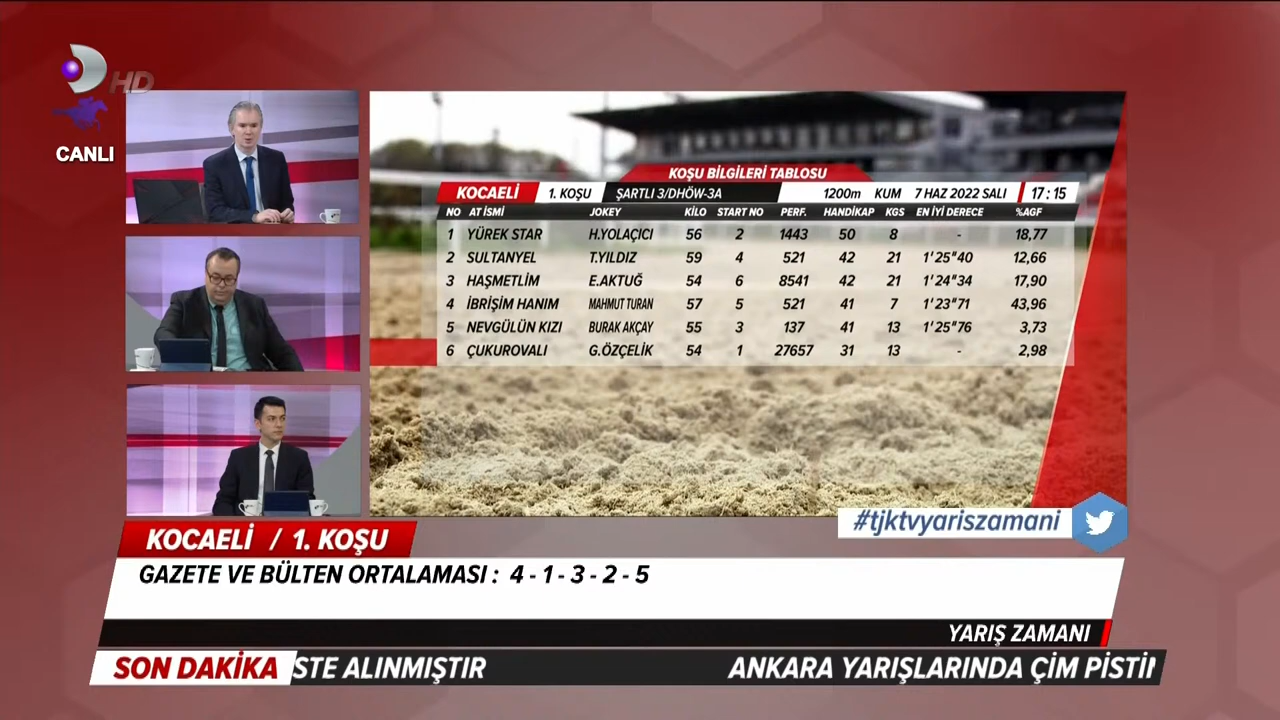 HD
CANLI
KOŞU BİLGİLERİ TABLOSU
KOCAELİ 1. KOŞU ŞARTLI 3/DHÖW-3A 1200m KUM 7 HAZ 2022 SALI 17 : 15
NO AT İSMİ JOKEY KİLO START NO PERF. HANDİKAP KGS EN İYİ DERECE %AGF
1 YÜREK STAR H.YOLAÇICI 56 2 1443 50 8 - 18,77
2 SULTANYEL T.YILDIZ 59 4 521 42 21 1'25"40 12,66
3 HAŞMETLİM E.AKTUĞ 54 6 8541 42 21 1'24"34 17,90
4 İBRİŞİM HANIM MAHMUT TURAN 57 5 521 41 7 1'23"71 43,96
5 NEVGÜLÜN KIZI BURAK AKÇAY 55 3 137 41 13 1'25"76 3,73
6 ÇUKUROVALI G.ÖZÇELİK 54 1 27657 31 13 - 2,98
#tjktvyariszamani
KOCAELİ / 1. KOŞU
GAZETE VE BÜLTEN ORTALAMASI : 4 - 1 - 3 - 2 - 5
YARIŞ ZAMANI
SON DAKİKA STE ALINMIŞTIR ANKARA YARIŞLARINDA ÇİM PİSTİ